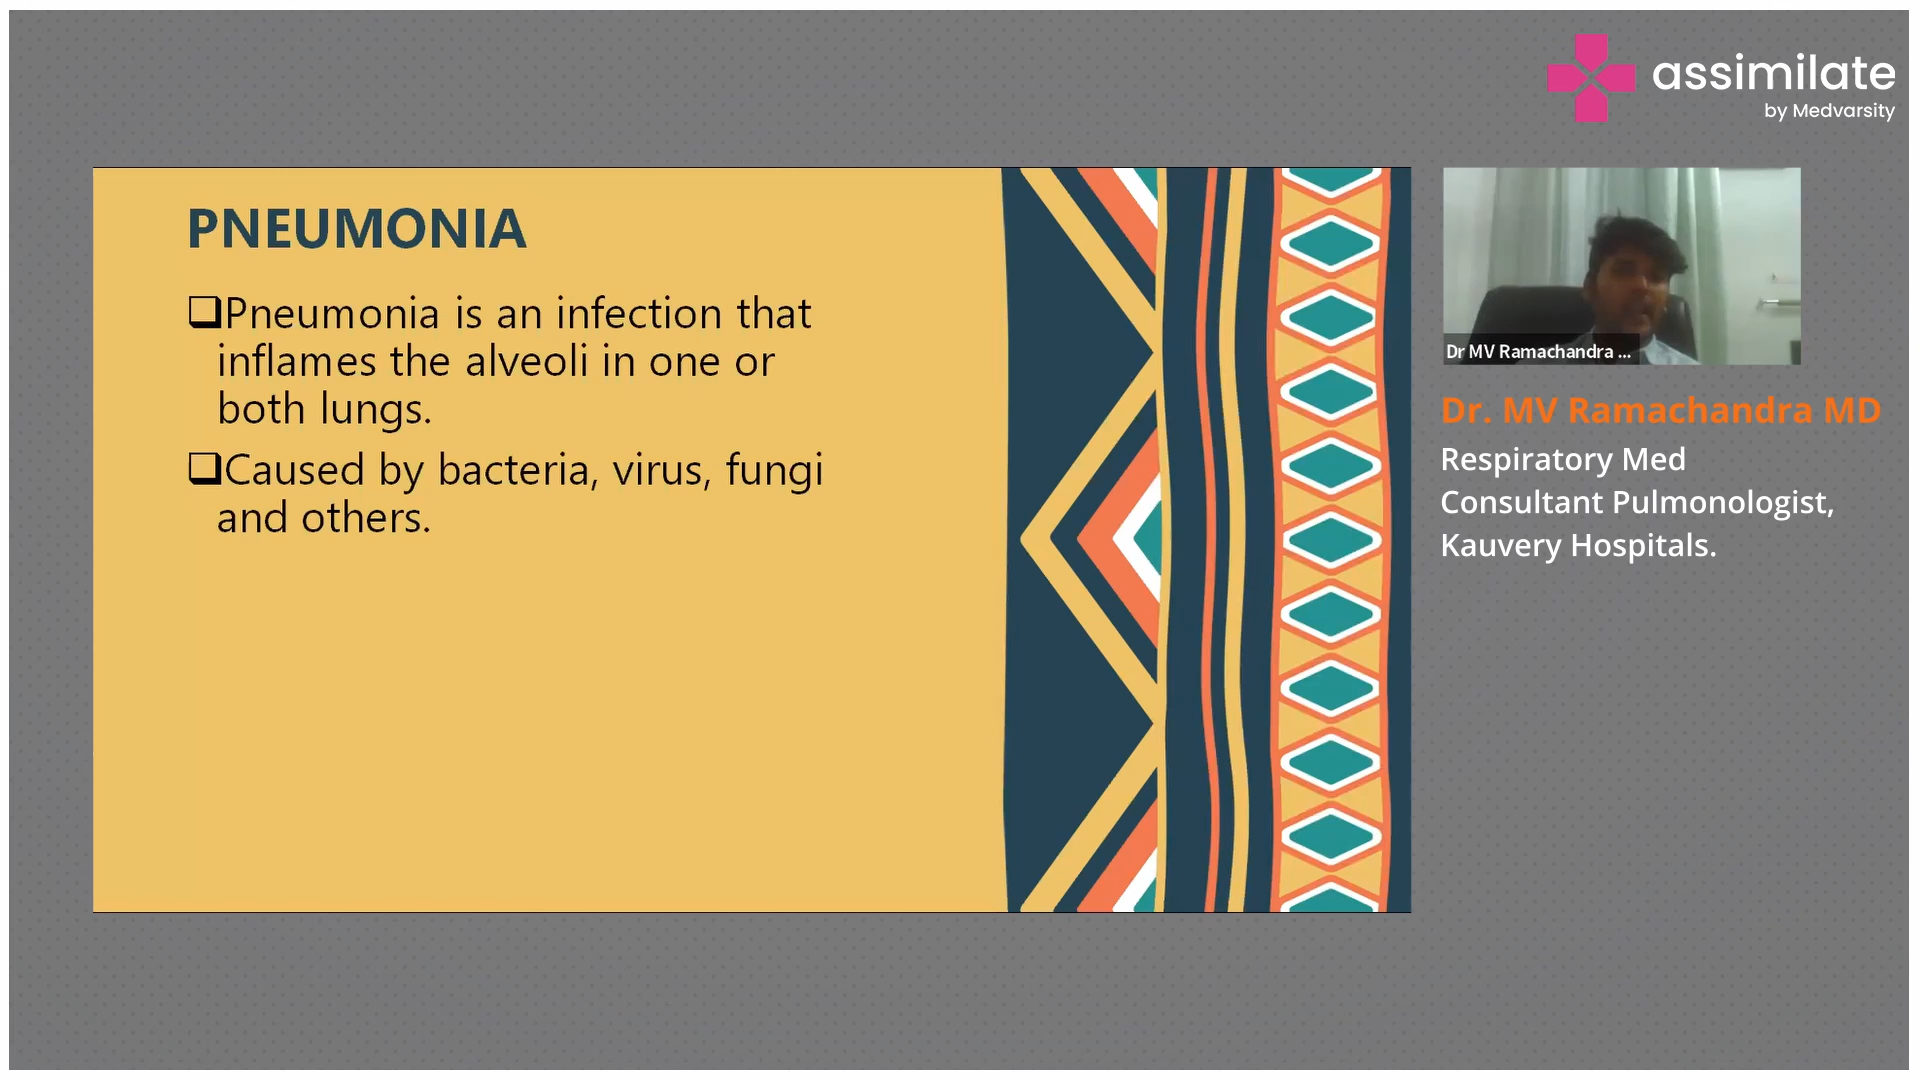 assimilate
by Medvarsity
PNEUMONIA
❑Pneumonia is an infection that
inflames the alveoli in one or
both lungs.
❑Caused by bacteria, virus, fungi
and others.
Dr MV Ramachandra ...
Dr. MV Ramachandra MD
Respiratory Med
Consultant Pulmonologist,
Kauvery Hospitals.